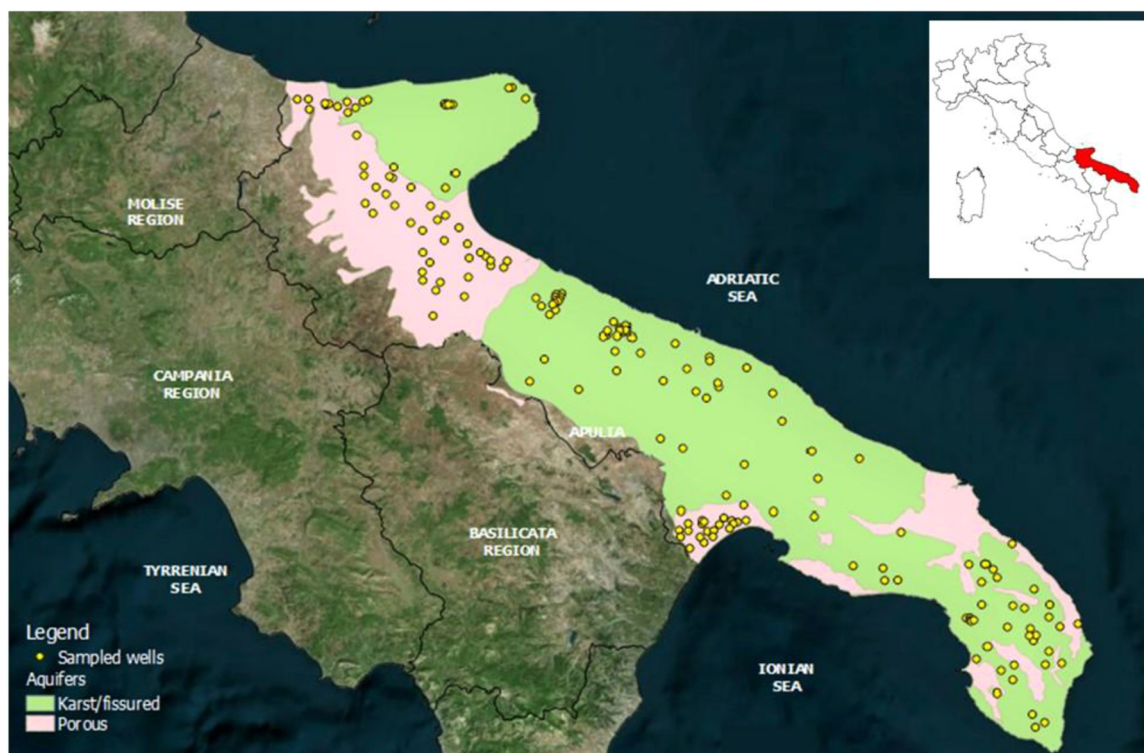 MOLISE
REGION
ADRIATIC
SEA
CAMPANIA
REGION
APULIA
BASILICATA
REGION
TYRRENIAN
SEA
IONIAN
SEA
Legend
Sampled wells
Aquifers
Karst/fissured
Porous